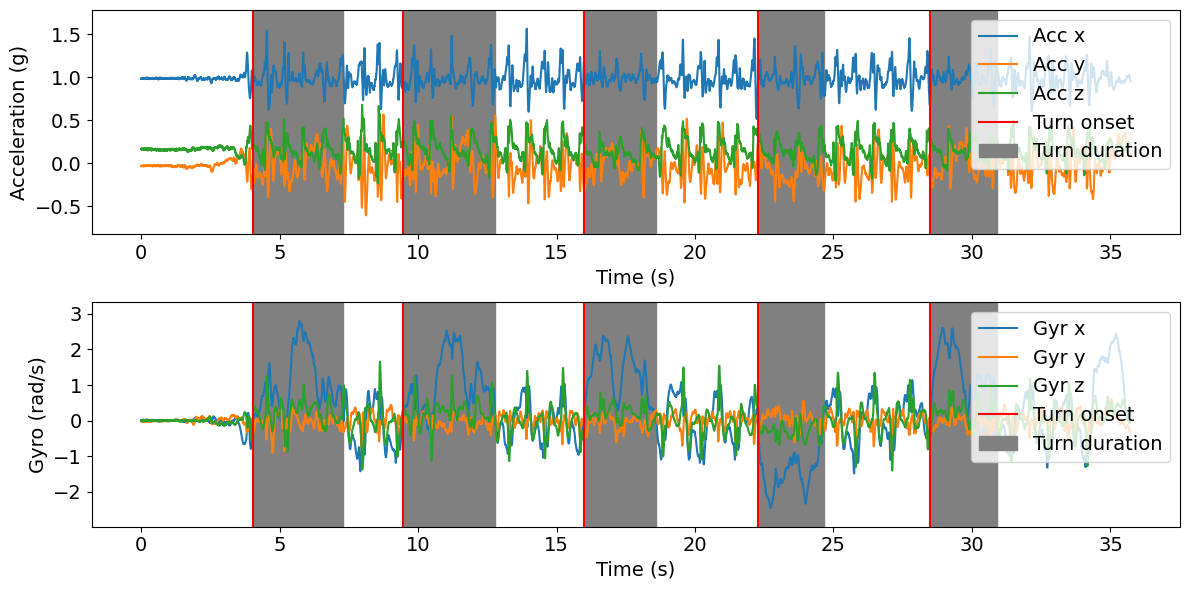 Acceleration (g)
1.5
1.0
0.5
0.0
−0.5
Acc x
Acc y
Acc z
Turn onset
Turn duration
0 5 10 15 20 25 30 35
Time (s)
Gyro (rad/s)
3
2
1
0
−1
−2
Gyr x
Gyr y
Gyr z
Turn onset
Turn duration
0 5 10 15 20 25 30 35
Time (s)